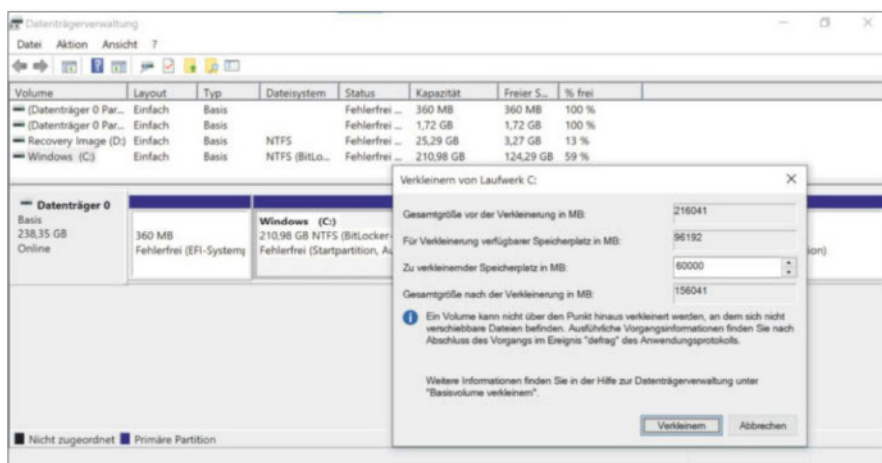 Datenträgerverwaltung
Datei Aktion Ansicht ?
Volume Layout Typ Dateisystem Status Kapazität Freier S... % frei
(Datenträger 0 Par... Einfach Basis Fehlerfrei ... 360 MB 360 MB 100 %
(Datenträger 0 Par... Einfach Basis Fehlerfrei ... 1,72 GB 1,72 GB 100 %
Recovery Image (D:) Einfach Basis NTFS Fehlerfrei ... 25,29 GB 3,27 GB 13 %
Windows (C:) Einfach Basis NTFS (BitLo... Fehlerfrei ... 210,98 GB 124,29 GB 59 %
Datenträger 0
Basis
238,35 GB
Online
360 MB
Fehlerfrei (EFI-Systemp
Windows (C:)
210,98 GB NTFS (BitLocker-
Fehlerfrei (Startpartition, Au
ion)
Verkleinern von Laufwerk C:
Gesamtgröße vor der Verkleinerung in MB: 216041
Für Verkleinerung verfügbarer Speicherplatz in MB: 96192
Zu verkleinernder Speicherplatz in MB: 60000
Gesamtgröße nach der Verkleinerung in MB: 156041
Ein Volume kann nicht über den Punkt hinaus verkleinert werden, an dem sich nicht
verschiebbare Dateien befinden. Ausführliche Vorgangsinformationen finden Sie nach
Abschluss des Vorgangs im Ereignis "defrag" des Anwendungsprotokolls.
Weitere Informationen finden Sie in der Hilfe zur Datenträgerverwaltung unter
"Basisvolume verkleinern".
Verkleinern Abbrechen
Nicht zugeordnet Primäre Partition